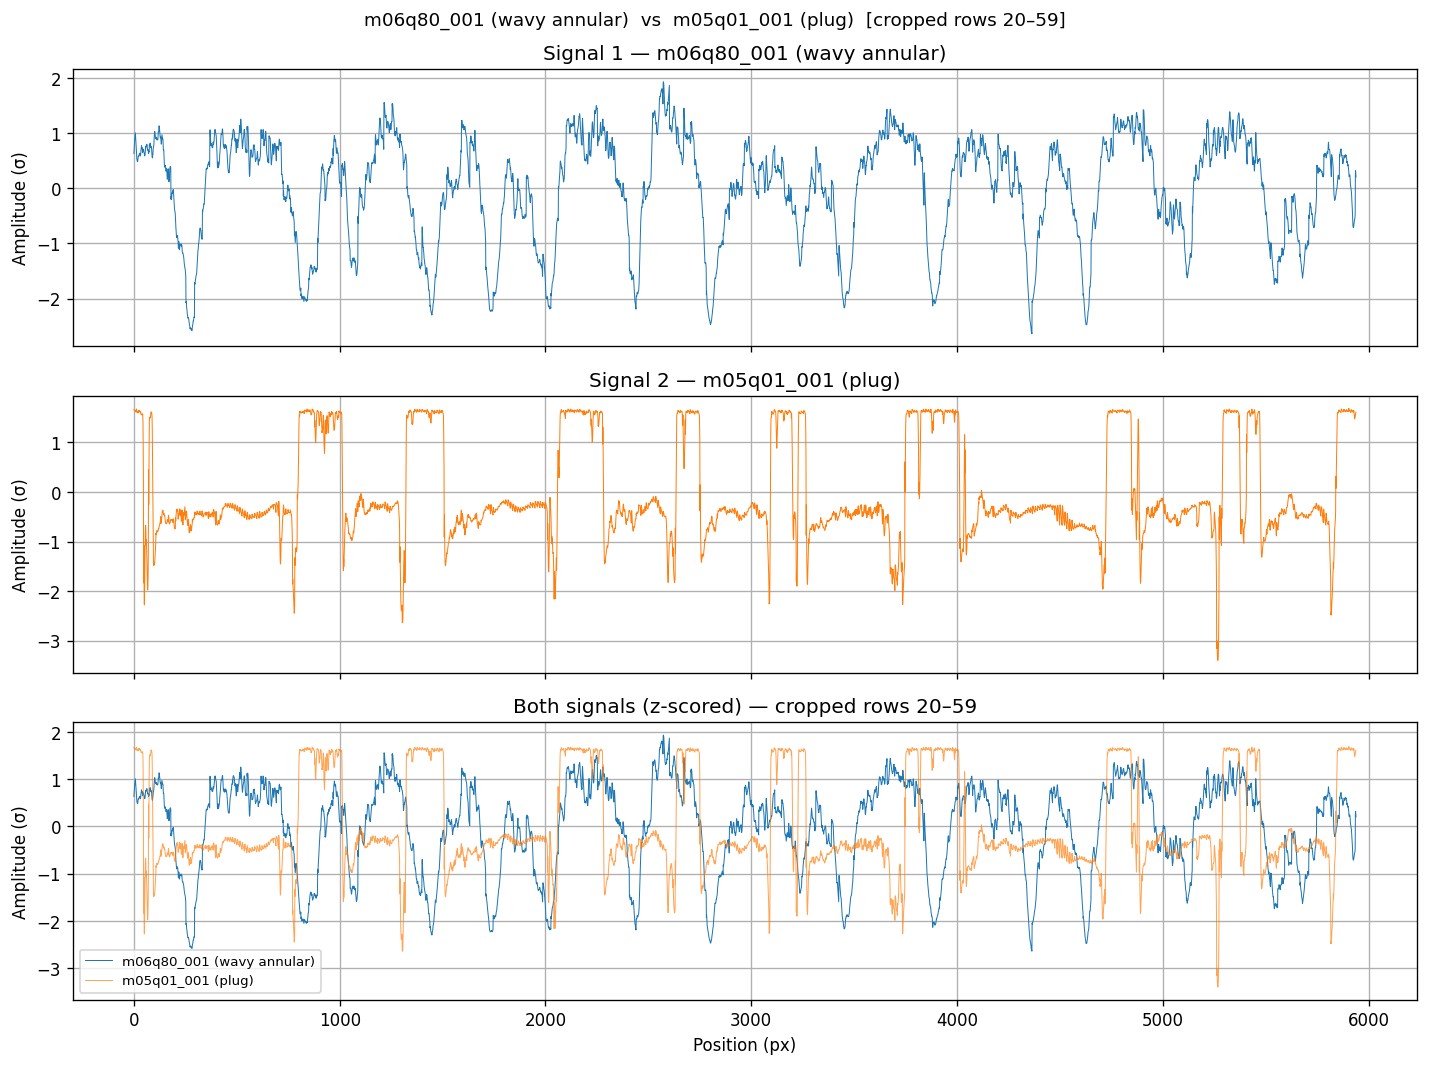 m06q80_001 (wavy annular)  vs  m05q01_001 (plug)  [cropped rows 20–59]
Signal 1 — m06q80_001 (wavy annular)
2
1
0
−1
−2
Amplitude (σ)
Signal 2 — m05q01_001 (plug)
1
0
−1
−2
−3
Amplitude (σ)
Both signals (z-scored) — cropped rows 20–59
2
1
0
−1
−2
−3
Amplitude (σ)
m06q80_001 (wavy annular)
m05q01_001 (plug)
0 1000 2000 3000 4000 5000 6000
Position (px)